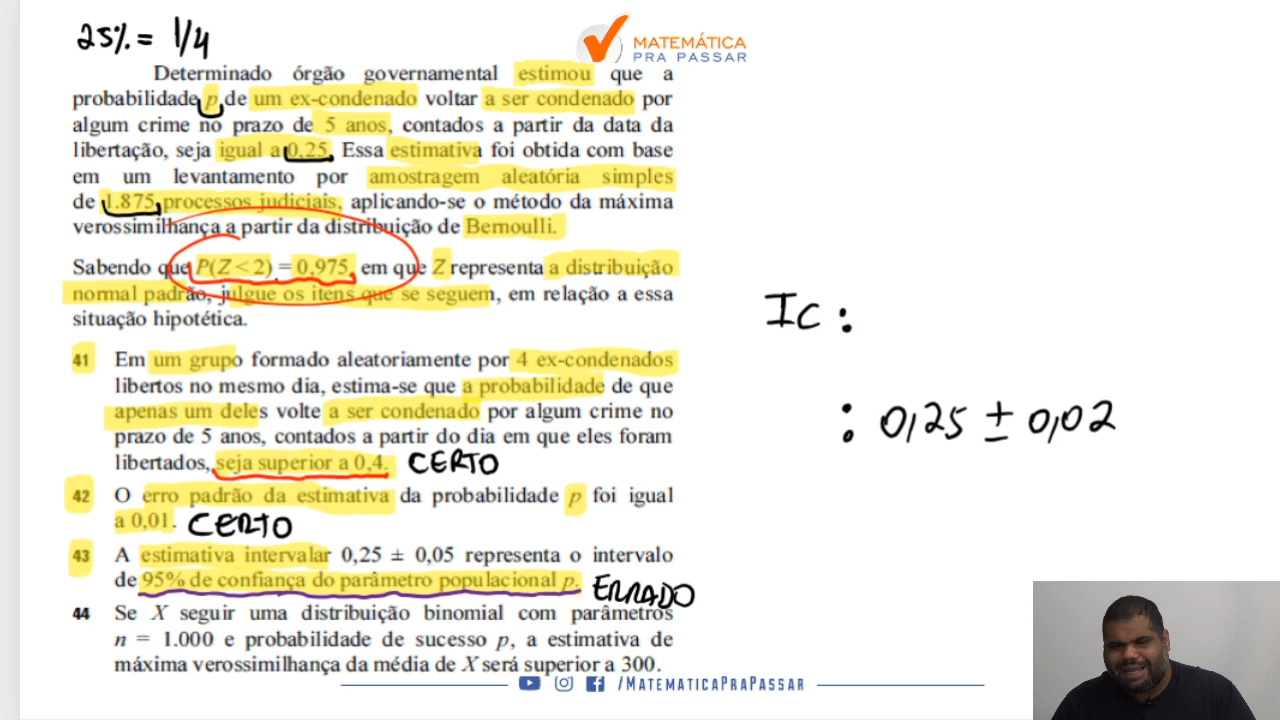 25% = 1/4
MATEMÁTICA
PRA PASSAR
Determinado órgão governamental estimou que a
probabilidade p de um ex-condenado voltar a ser condenado por
algum crime no prazo de 5 anos, contados a partir da data da
libertação, seja igual a 0,25. Essa estimativa foi obtida com base
em um levantamento por amostragem aleatória simples
de 1.875 processos judiciais, aplicando-se o método da máxima
verossimilhança a partir da distribuição de Bernoulli.
Sabendo que P(Z < 2) = 0,975, em que Z representa a distribuição
normal padrão, julgue os itens que se seguem, em relação a essa
situação hipotética.
41 Em um grupo formado aleatoriamente por 4 ex-condenados
libertos no mesmo dia, estima-se que a probabilidade de que
apenas um deles volte a ser condenado por algum crime no
prazo de 5 anos, contados a partir do dia em que eles foram
libertados, seja superior a 0,4. CERTO
42 O erro padrão da estimativa da probabilidade p foi igual
a 0,01. CERTO
43 A estimativa intervalar 0,25 ± 0,05 representa o intervalo
de 95% de confiança do parâmetro populacional p. ERRADO
44 Se X seguir uma distribuição binomial com parâmetros
n = 1.000 e probabilidade de sucesso p, a estimativa de
máxima verossimilhança da média de X será superior a 300.
IC :
: 0,25 ± 0,02
/MATEMATICAPRAPASSAR